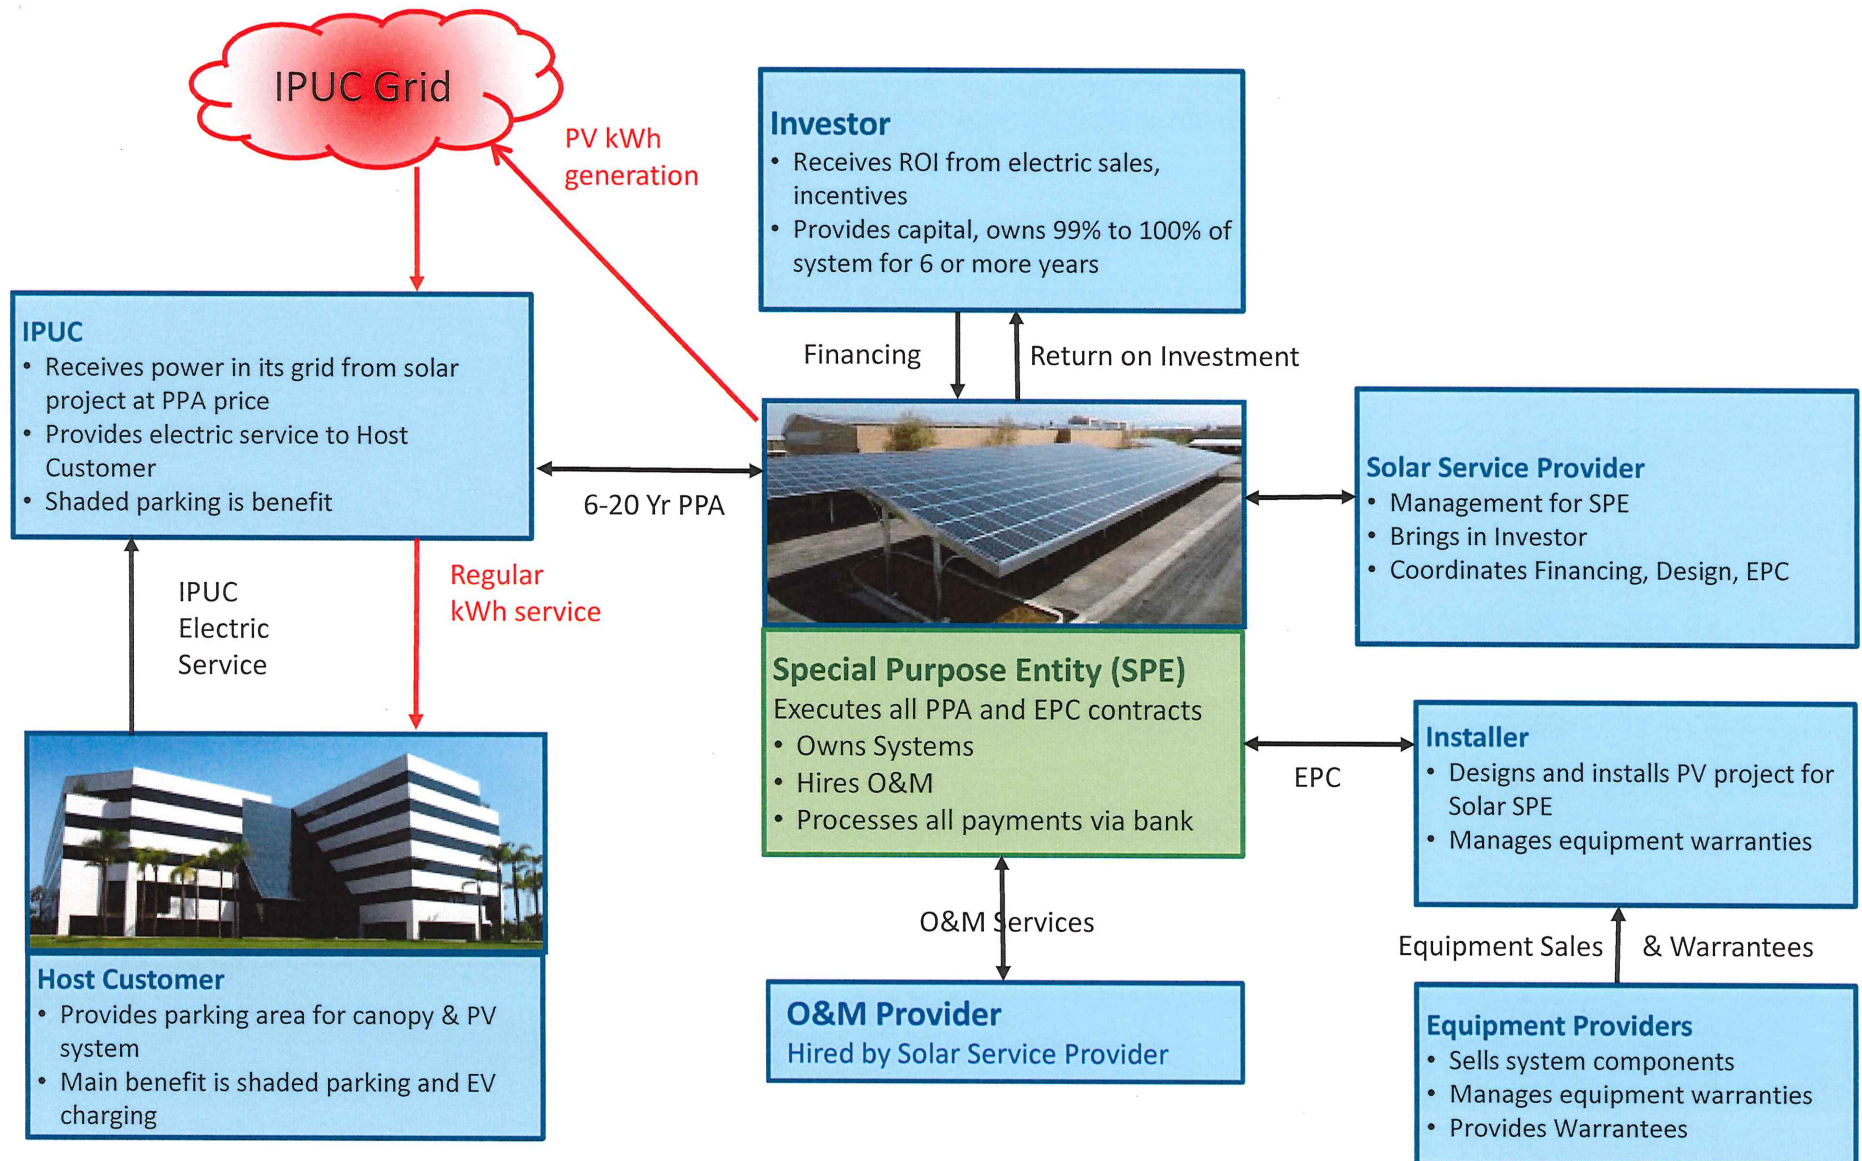 IPUC Grid
PV kWh
generation
Investor
• Receives ROI from electric sales,
incentives
• Provides capital, owns 99% to 100% of
system for 6 or more years
Financing
Return on Investment
IPUC
• Receives power in its grid from solar
project at PPA price
• Provides electric service to Host
Customer
• Shaded parking is benefit
6-20 Yr PPA
Solar Service Provider
• Management for SPE
• Brings in Investor
• Coordinates Financing, Design, EPC
IPUC
Electric
Service
Regular
kWh service
Special Purpose Entity (SPE)
Executes all PPA and EPC contracts
• Owns Systems
• Hires O&M
• Processes all payments via bank
EPC
Installer
• Designs and installs PV project for
Solar SPE
• Manages equipment warranties
O&M Services
Equipment Sales & Warrantees
Host Customer
• Provides parking area for canopy & PV
system
• Main benefit is shaded parking and EV
charging
O&M Provider
Hired by Solar Service Provider
Equipment Providers
• Sells system components
• Manages equipment warranties
• Provides Warrantees